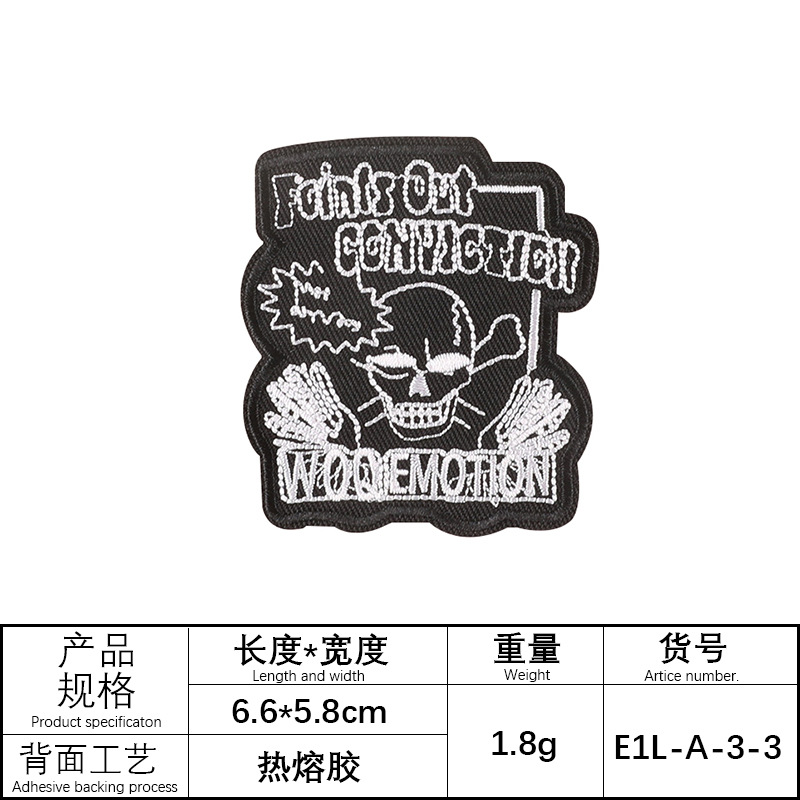 Points Out
CONVICTION
WOQEMOTION
产品
规格
Product specificaton
长度*宽度
Length and width
重量
Weight
货号
Artice number.
6.6*5.8cm
1.8g
E1L-A-3-3
背面工艺
Adhesive backing process
热熔胶